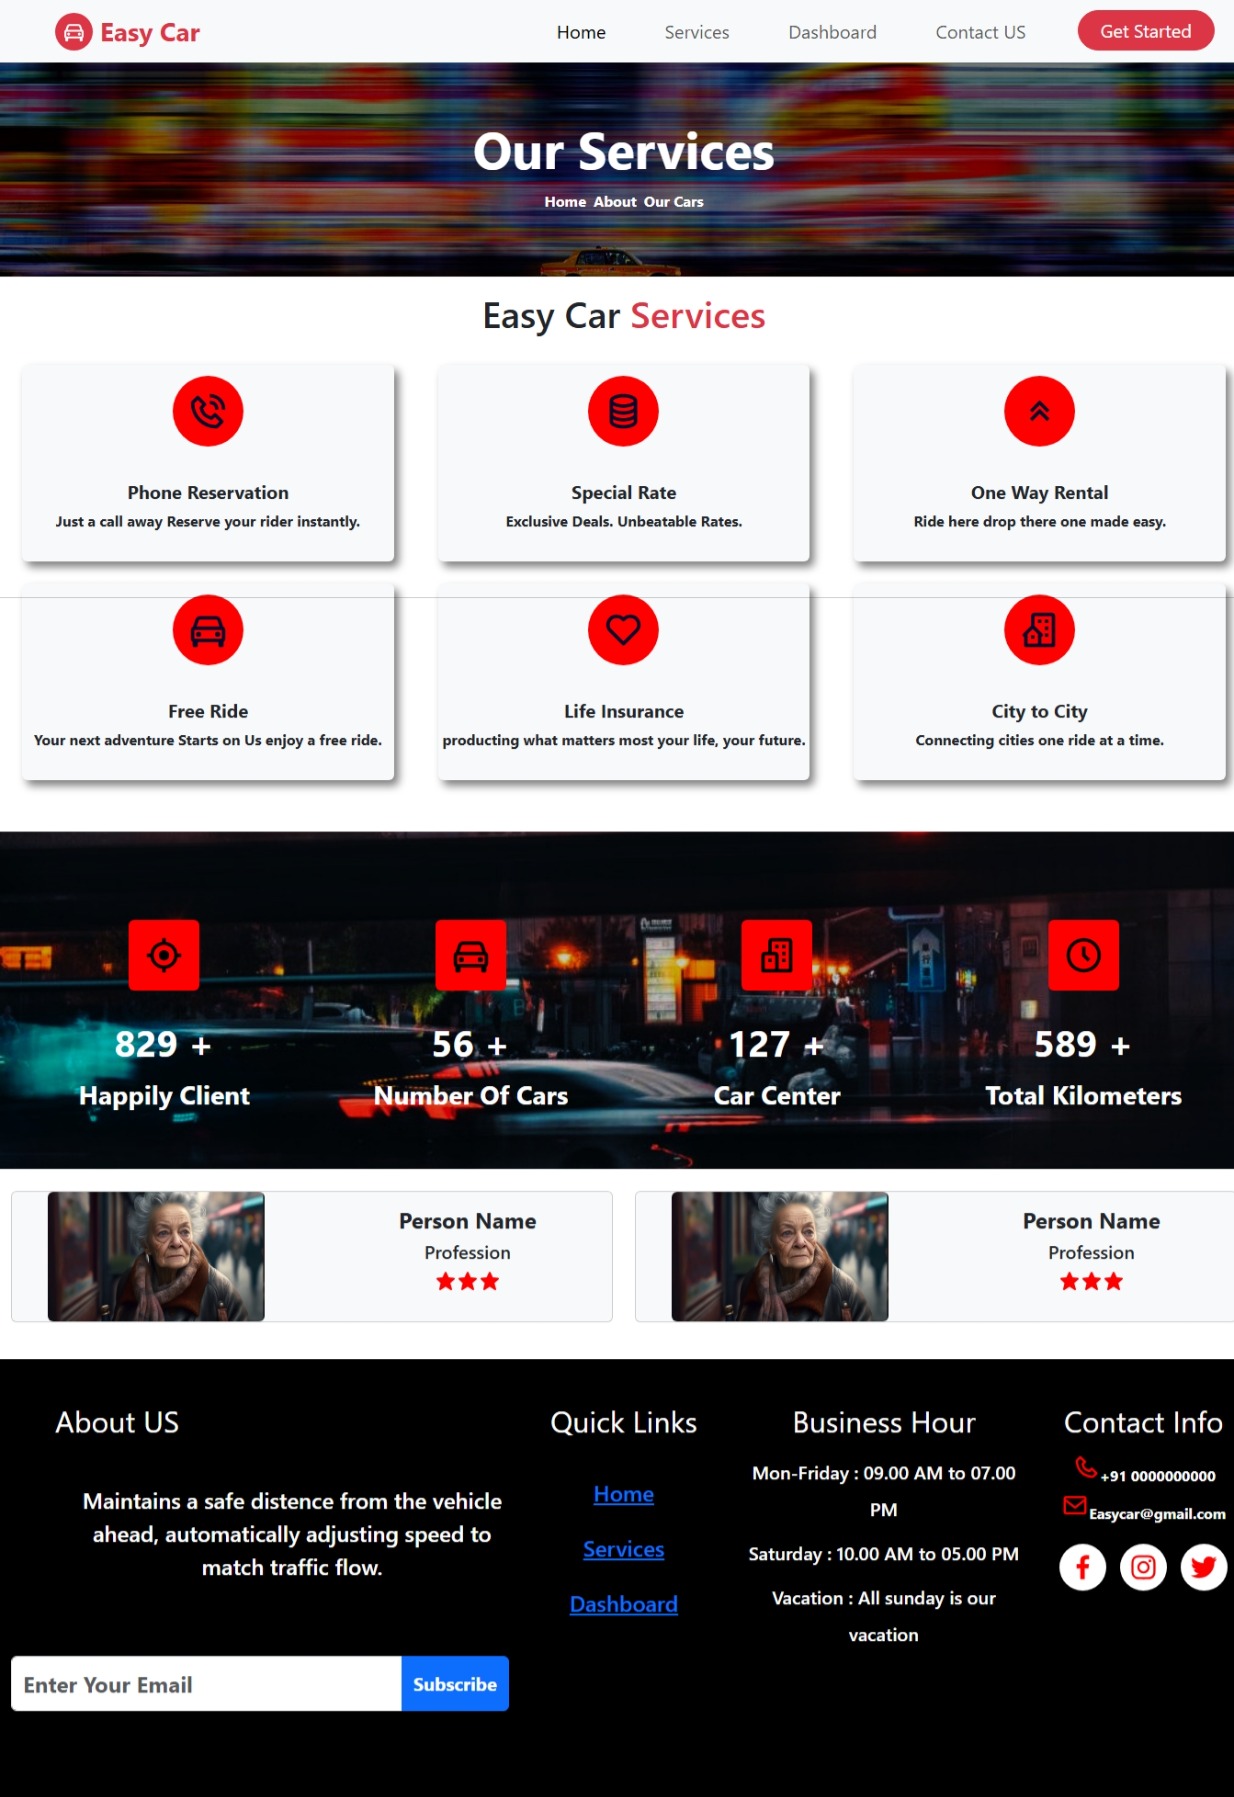 Easy Car
Home Services Dashboard Contact US Get Started
Our Services
Home About Our Cars
Easy Car Services
Phone Reservation
Just a call away Reserve your rider instantly.
Special Rate
Exclusive Deals. Unbeatable Rates.
One Way Rental
Ride here drop there one made easy.
Free Ride
Your next adventure Starts on Us enjoy a free ride.
Life Insurance
producting what matters most your life, your future.
City to City
Connecting cities one ride at a time.
829 +
Happily Client
56 +
Number Of Cars
127 +
Car Center
589 +
Total Kilometers
Person Name
Profession
Person Name
Profession
About US
Maintains a safe distence from the vehicle
ahead, automatically adjusting speed to
match traffic flow.
Enter Your Email Subscribe
Quick Links
Home
Services
Dashboard
Business Hour
Mon-Friday : 09.00 AM to 07.00
PM
Saturday : 10.00 AM to 05.00 PM
Vacation : All sunday is our
vacation
Contact Info
+91 0000000000
Easycar@gmail.com